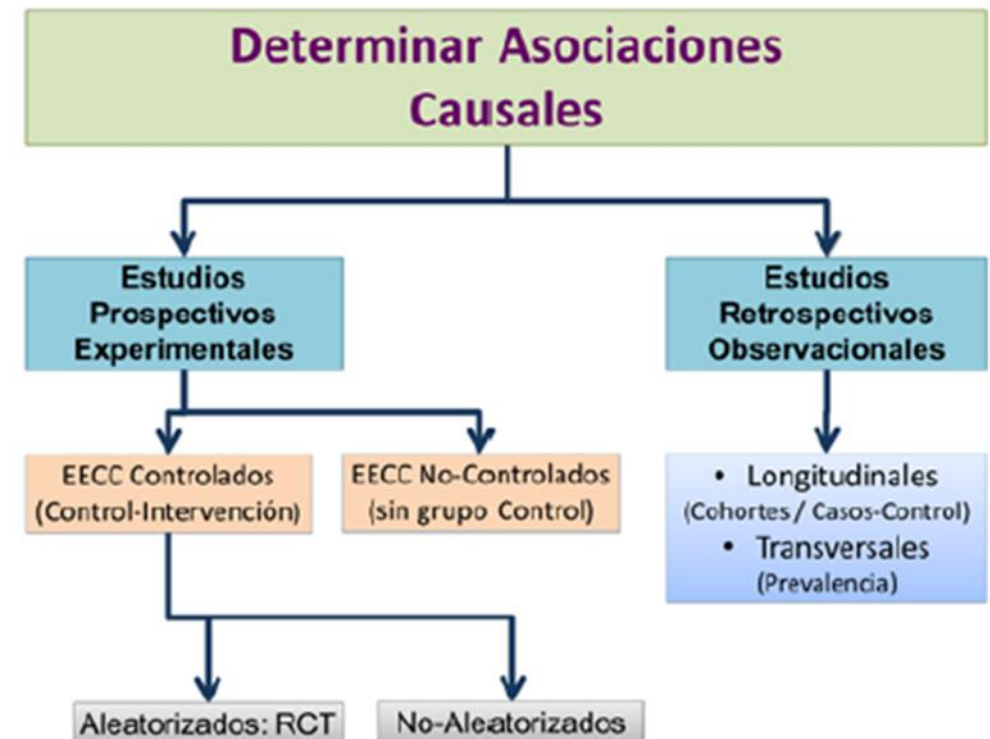 Determinar Asociaciones
Causales
Estudios
Prospectivos
Experimentales
Estudios
Retrospectivos
Observacionales
EECC Controlados
(Control-Intervención)
EECC No-Controlados
(sin grupo Control)
• Longitudinales
(Cohortes / Casos-Control)
• Transversales
(Prevalencia)
Aleatorizados: RCT
No-Aleatorizados